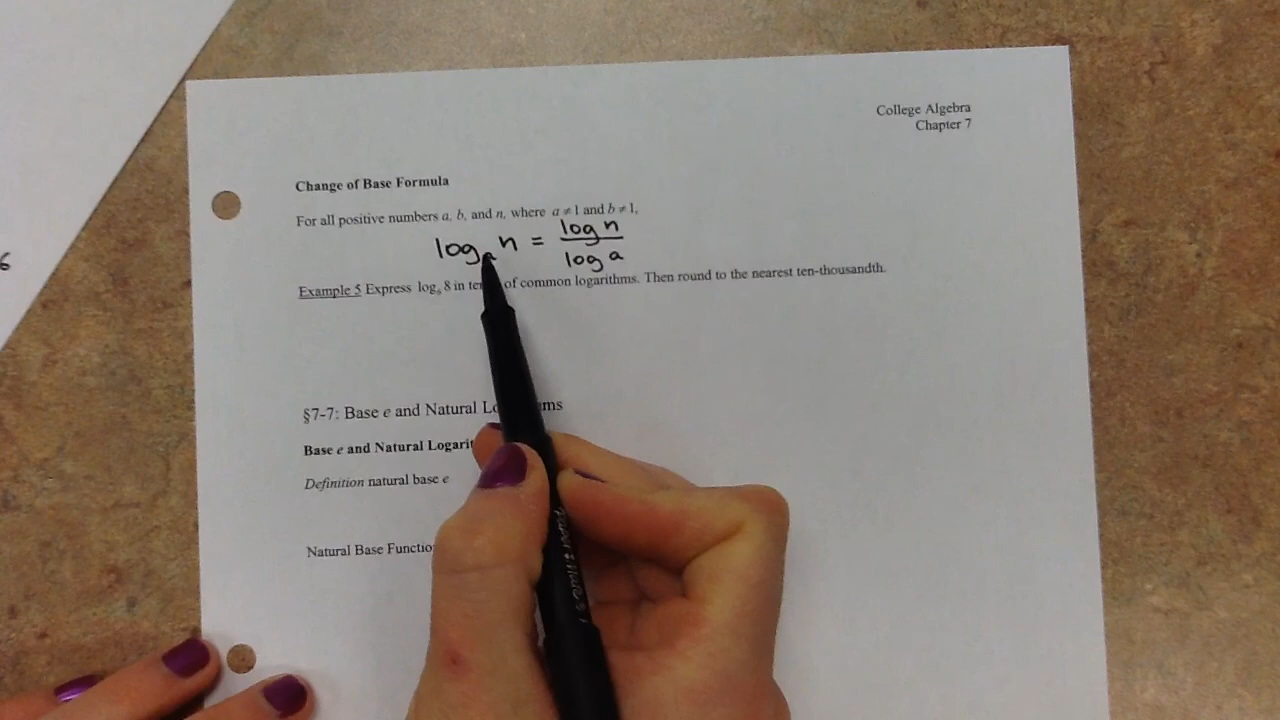 College Algebra
Chapter 7
Change of Base Formula
For all positive numbers a, b, and n, where a ≠ 1 and b ≠ 1,
logₐ n = log n / log a
Example 5 Express log 8 in of common logarithms. Then round to the nearest ten-thousandth.
§7-7: Base e and Natural
Base e and Natural
Definition natural base e
Natural Base
6